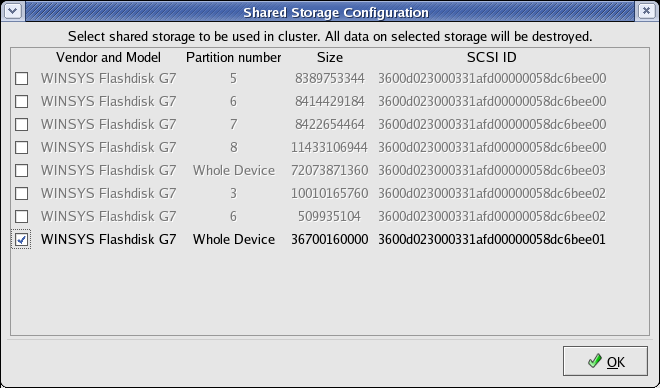 Shared Storage Configuration
Select shared storage to be used in cluster. All data on selected storage will be destroyed.
Vendor and Model Partition number Size SCSI ID
WINSYS Flashdisk G7 5 8389753344 3600d023000331afd00000058dc6bee00
WINSYS Flashdisk G7 6 8414429184 3600d023000331afd00000058dc6bee00
WINSYS Flashdisk G7 7 8422654464 3600d023000331afd00000058dc6bee00
WINSYS Flashdisk G7 8 11433106944 3600d023000331afd00000058dc6bee00
WINSYS Flashdisk G7 Whole Device 72073871360 3600d023000331afd00000058dc6bee03
WINSYS Flashdisk G7 3 10010165760 3600d023000331afd00000058dc6bee02
WINSYS Flashdisk G7 6 509935104 3600d023000331afd00000058dc6bee02
WINSYS Flashdisk G7 Whole Device 36700160000 3600d023000331afd00000058dc6bee01
OK